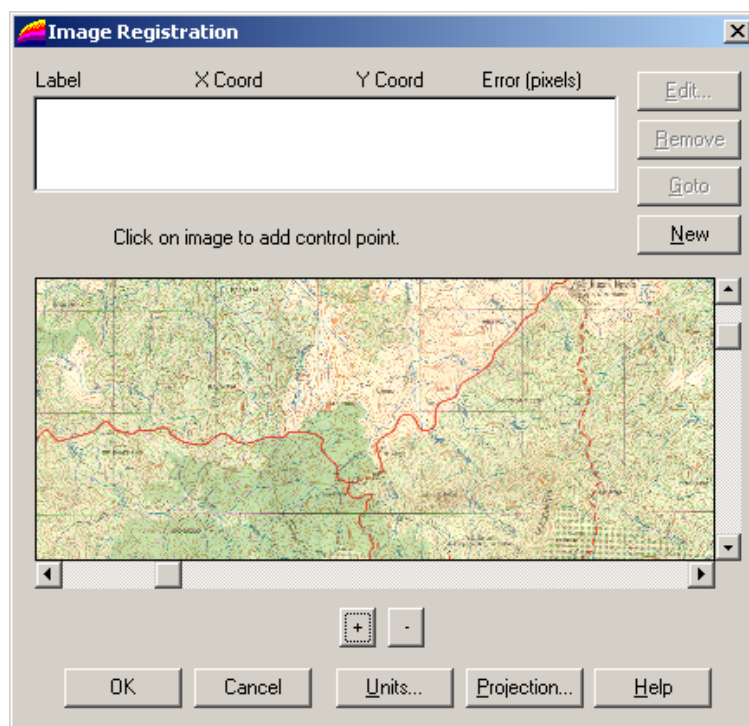 Image Registration
Label X Coord Y Coord Error (pixels)
Edit...
Remove
Goto
New
Click on image to add control point.
+ -
OK Cancel Units... Projection... Help